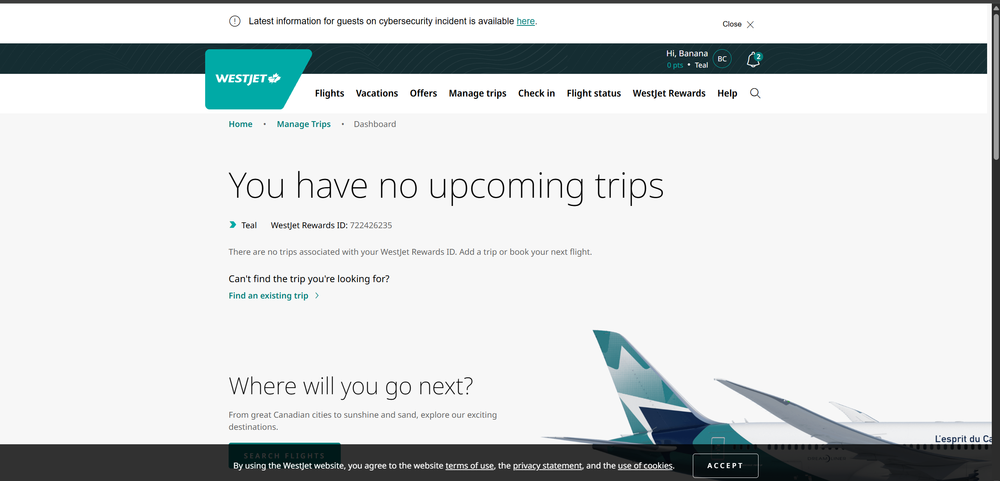 Latest information for guests on cybersecurity incident is available here.
Close
Hi, Banana
0 pts • Teal
BC
2
WESTJET
Flights
Vacations
Offers
Manage trips
Check in
Flight status
WestJet Rewards
Help
Home • Manage Trips • Dashboard
You have no upcoming trips
Teal WestJet Rewards ID: 722426235
There are no trips associated with your WestJet Rewards ID. Add a trip or book your next flight.
Can't find the trip you're looking for?
Find an existing trip
Where will you go next?
From great Canadian cities to sunshine and sand, explore our exciting
destinations.
L'esprit du Ca
DREAMLINER
SEARCH FLIGHTS
By using the WestJet website, you agree to the website terms of use, the privacy statement, and the use of cookies.
ACCEPT